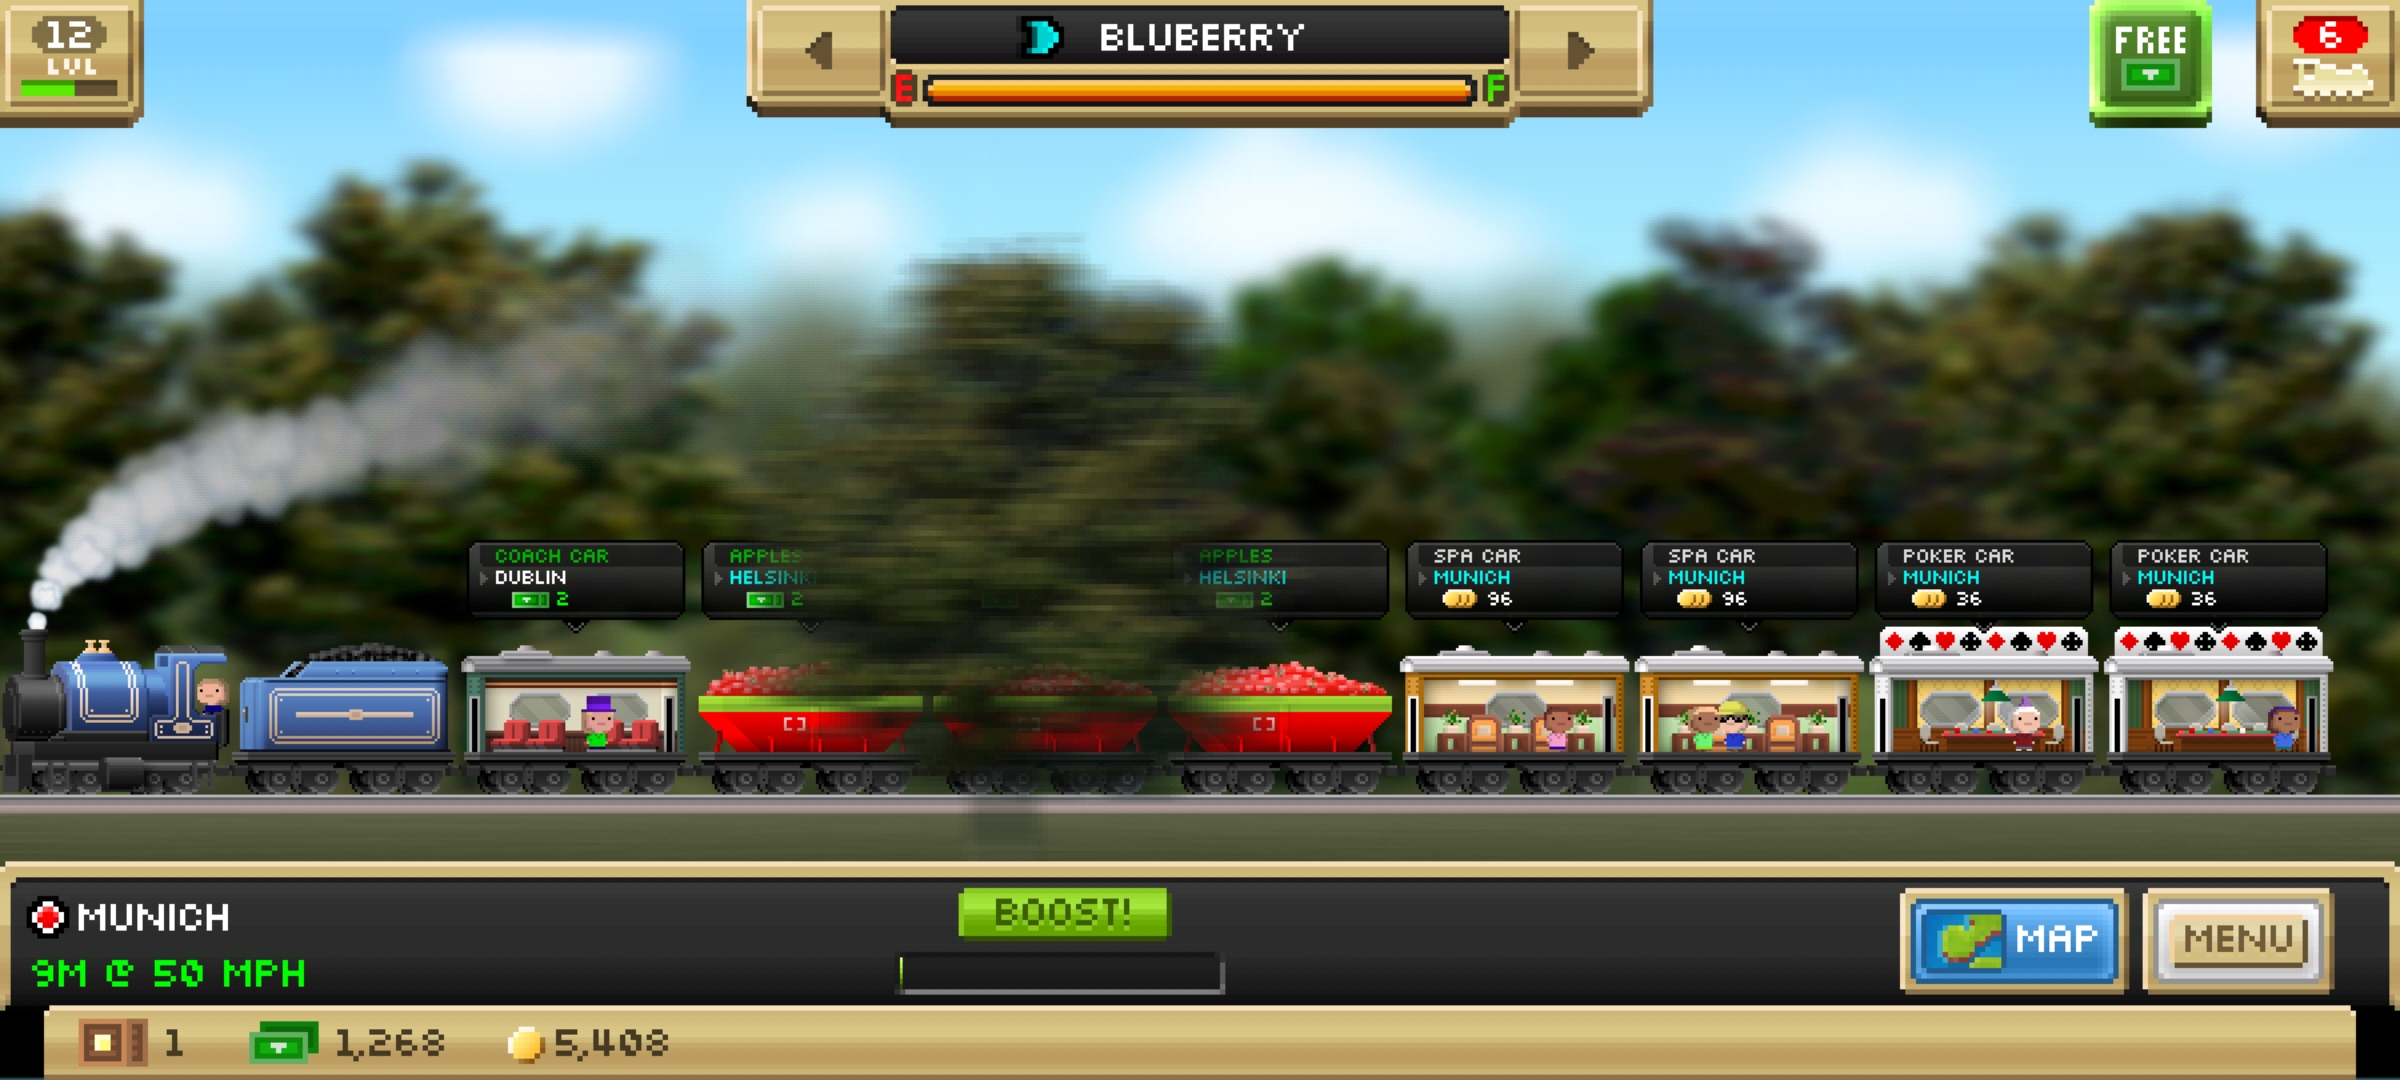 12
LVL
BLUBERRY
E
F
FREE
6
COACH CAR
DUBLIN
2
APPLES
HELSINKI
2
APPLES
HELSINKI
2
SPA CAR
MUNICH
96
SPA CAR
MUNICH
96
POKER CAR
MUNICH
36
POKER CAR
MUNICH
36
MUNICH
9M @ 50 MPH
BOOST!
MAP
MENU
1
1,268
5,408